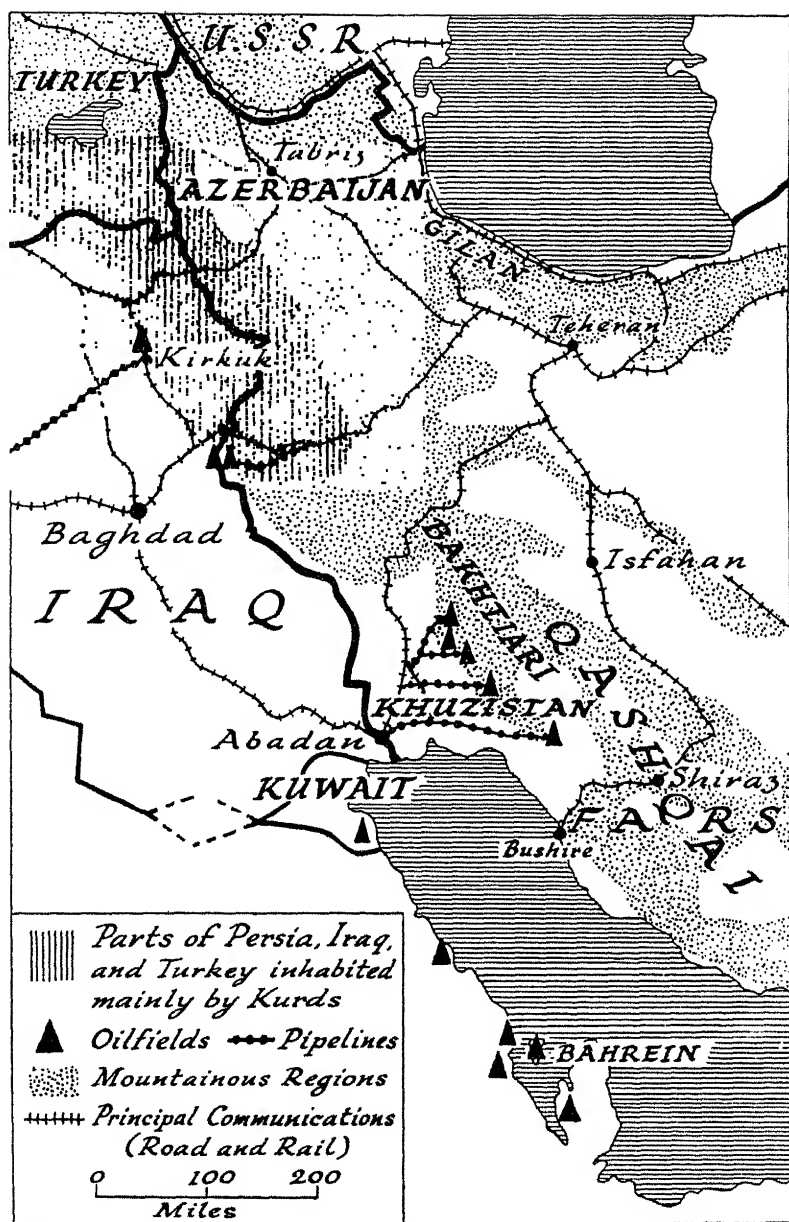 U.S.S.R
TURKEY
Tabriz
AZERBAIJAN
GILAN
Teheran
Kirkuk
Baghdad
IRAQ
BAKHTIARI
Isfahan
QASHQAI
KHUZISTAN
Abadan
KUWAIT
Shiraz
FARS
Bushire
BAHREIN
Parts of Persia, Iraq,
and Turkey inhabited
mainly by Kurds
Oilfields Pipelines
Mountainous Regions
Principal Communications
(Road and Rail)
0 100 200
Miles